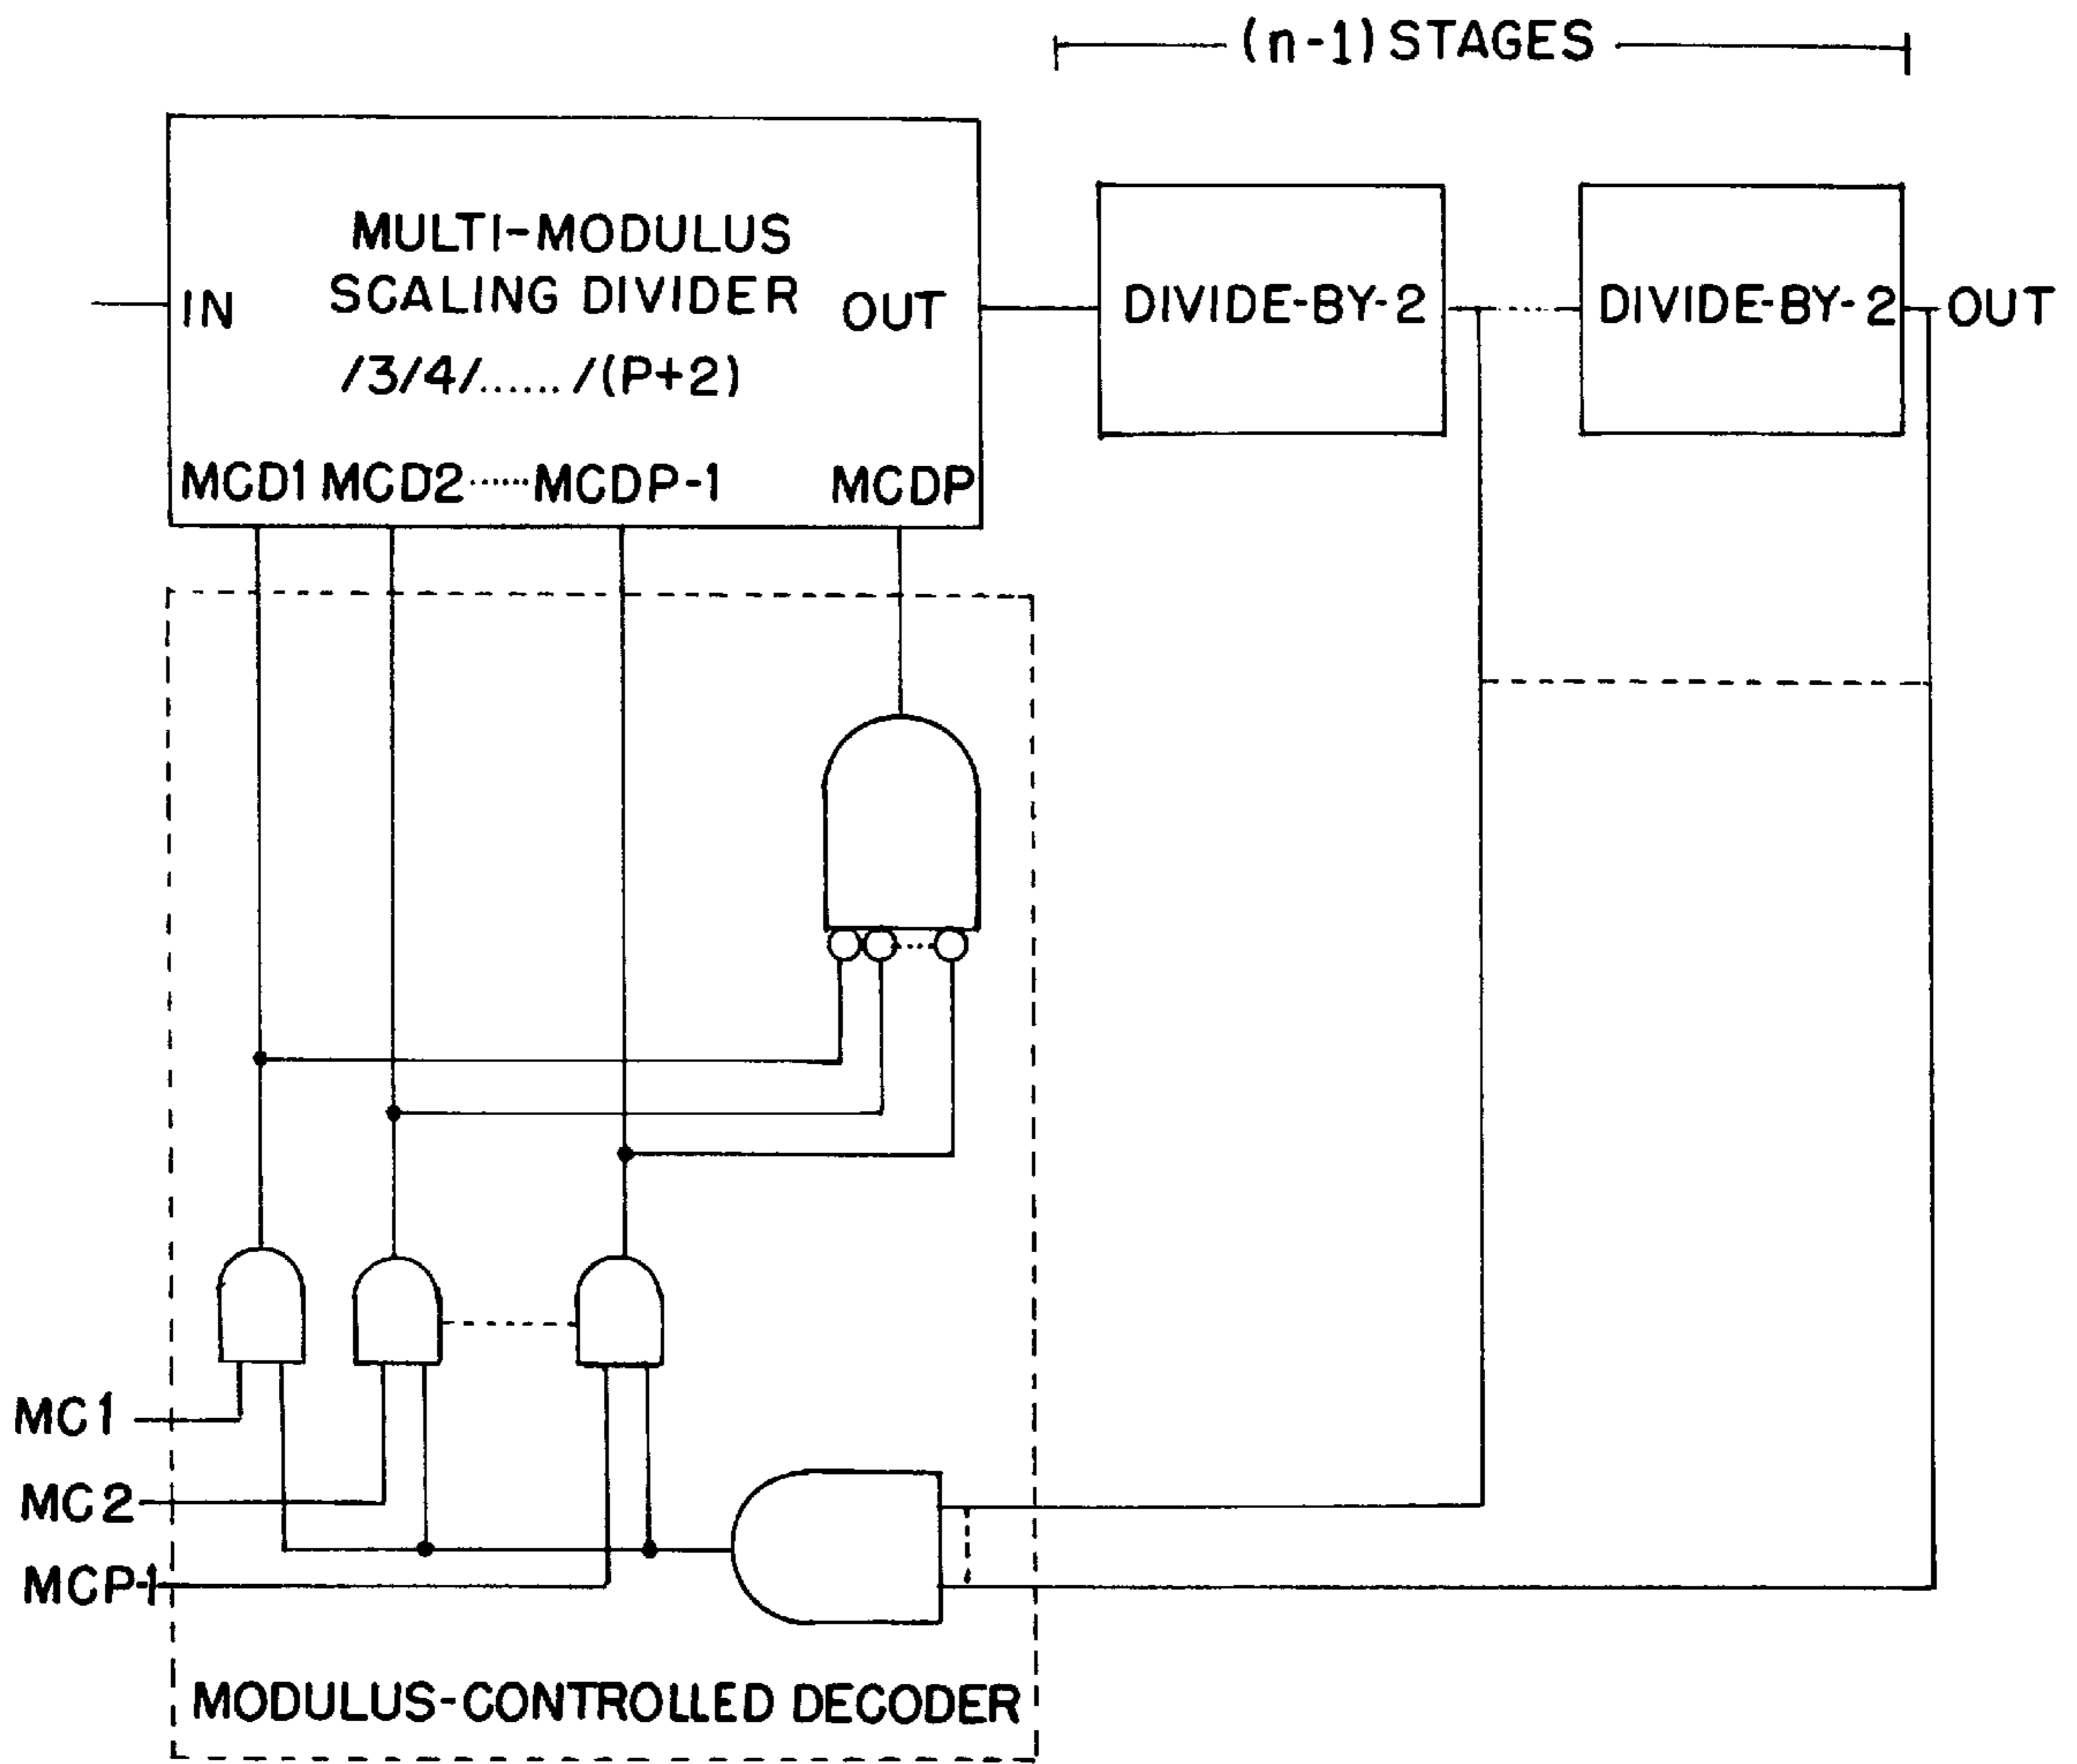 (n-1) STAGES
MULTI-MODULUS
SCALING DIVIDER
/3/4/...... /(P+2)
IN
OUT
MCD1 MCD2......MCDP-1 MCDP
DIVIDE-BY-2
DIVIDE-BY-2
OUT
MC1
MC2
MCP-1
MODULUS-CONTROLLED DECODER